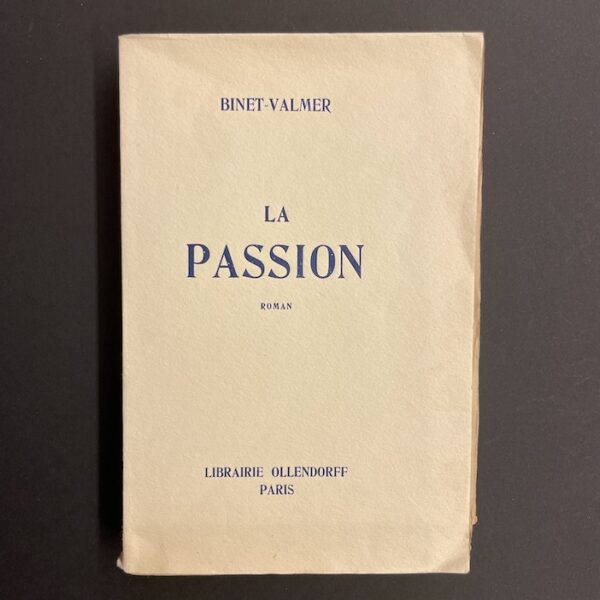 BINET-VALMER
LA
PASSION
ROMAN
LIBRAIRIE OLLENDORFF
PARIS